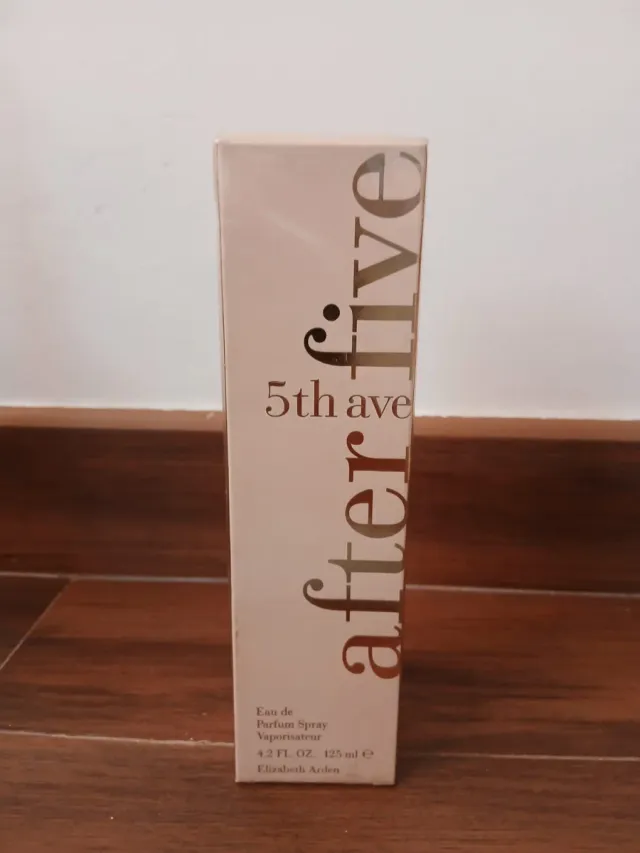 after five
5th ave
Eau de
Parfum Spray
Vaporisateur
4.2 FL. OZ. 125 ml ℮
Elizabeth Arden